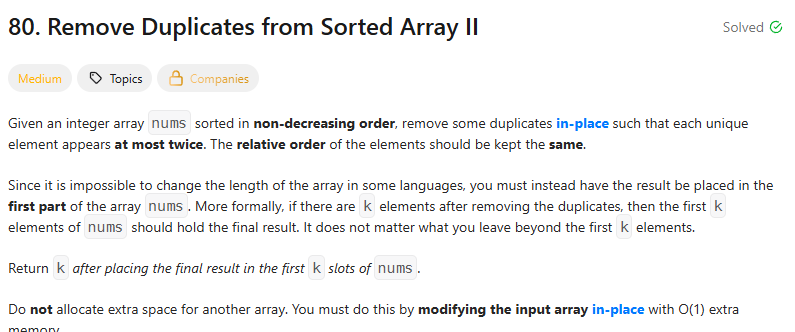 80. Remove Duplicates from Sorted Array II
Solved
Medium
Topics
Companies
Given an integer array nums sorted in non-decreasing order, remove some duplicates in-place such that each unique
element appears at most twice. The relative order of the elements should be kept the same.
Since it is impossible to change the length of the array in some languages, you must instead have the result be placed in the
first part of the array nums. More formally, if there are k elements after removing the duplicates, then the first k
elements of nums should hold the final result. It does not matter what you leave beyond the first k elements.
Return k after placing the final result in the first k slots of nums.
Do not allocate extra space for another array. You must do this by modifying the input array in-place with O(1) extra
memory.